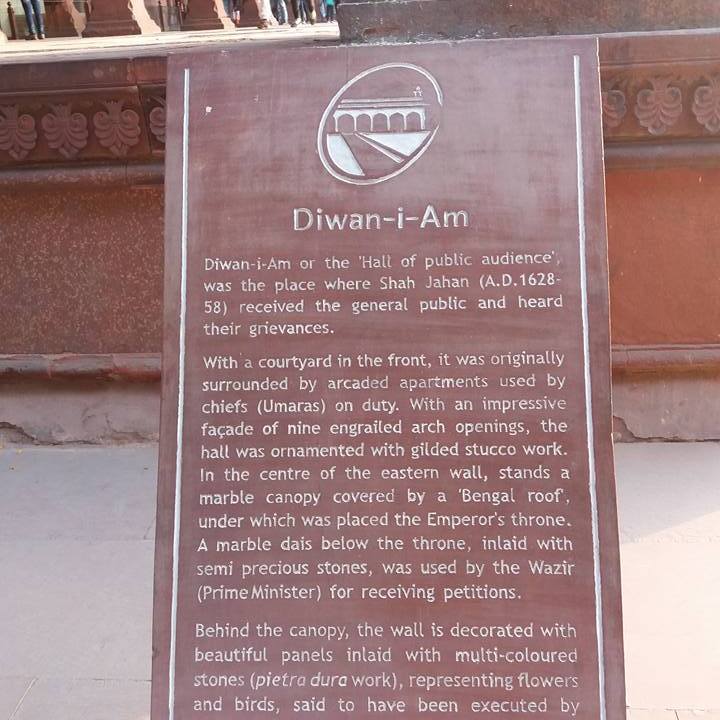 Diwan-i-Am
Diwan-i-Am or the 'Hall of public audience',
was the place where Shah Jahan (A.D.1628-
58) received the general public and heard
their grievances.
With a courtyard in the front, it was originally
surrounded by arcaded apartments used by
chiefs (Umaras) on duty. With an impressive
façade of nine engrailed arch openings, the
hall was ornamented with gilded stucco work.
In the centre of the eastern wall, stands a
marble canopy covered by a 'Bengal roof',
under which was placed the Emperor's throne.
A marble dais below the throne, inlaid with
semi precious stones, was used by the Wazir
(Prime Minister) for receiving petitions.
Behind the canopy, the wall is decorated with
beautiful panels inlaid with multi-coloured
stones (pietra dura work), representing flowers
and birds, said to have been executed by